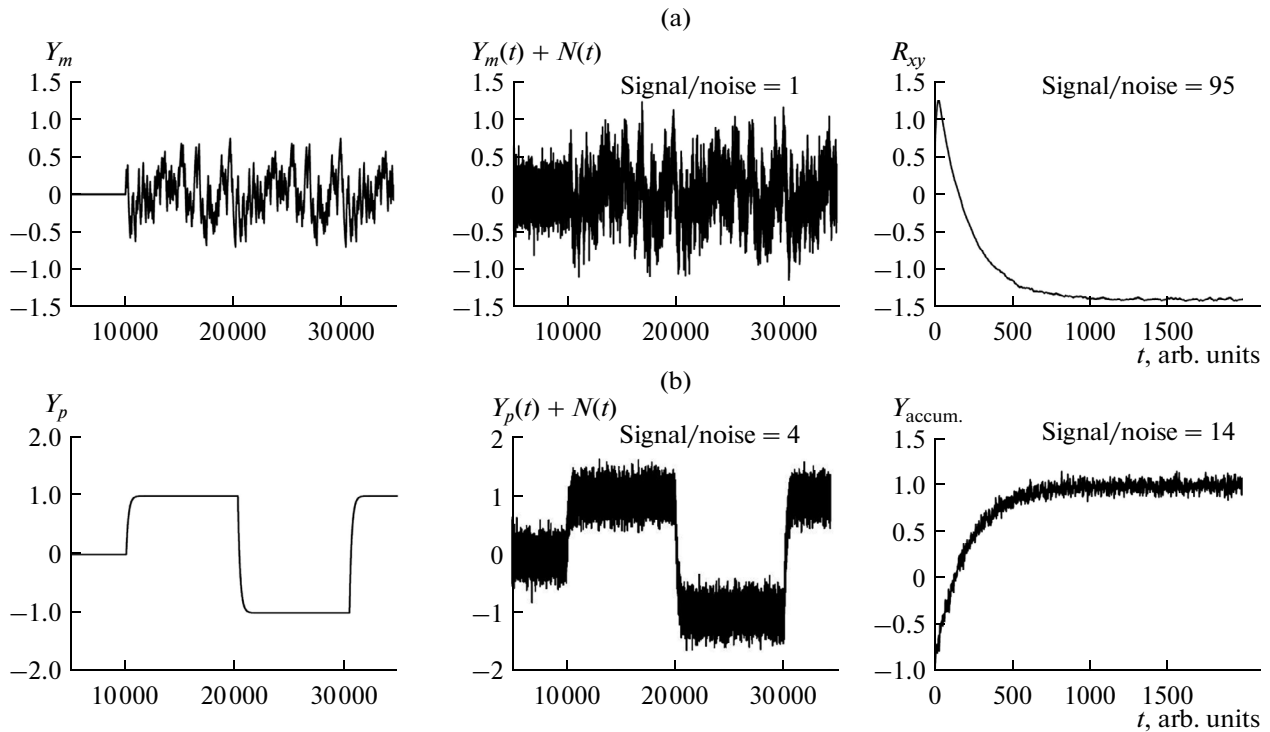 (a)
Y_m
Y_m(t) + N(t)
R_xy
Signal/noise = 1
Signal/noise = 95
1.5
1.0
0.5
0
−0.5
−1.0
−1.5
10000 20000 30000
1.5
1.0
0.5
0
−0.5
−1.0
−1.5
10000 20000 30000
1.5
1.0
0.5
0
−0.5
−1.0
−1.5
0 500 1000 1500
t, arb. units
(b)
Y_p
Y_p(t) + N(t)
Y_accum.
Signal/noise = 4
Signal/noise = 14
2.0
1.0
0
−1.0
−2.0
10000 20000 30000
2
1
0
−1
−2
10000 20000 30000
1.5
1.0
0.5
0
−0.5
−1.0
0 500 1000 1500
t, arb. units